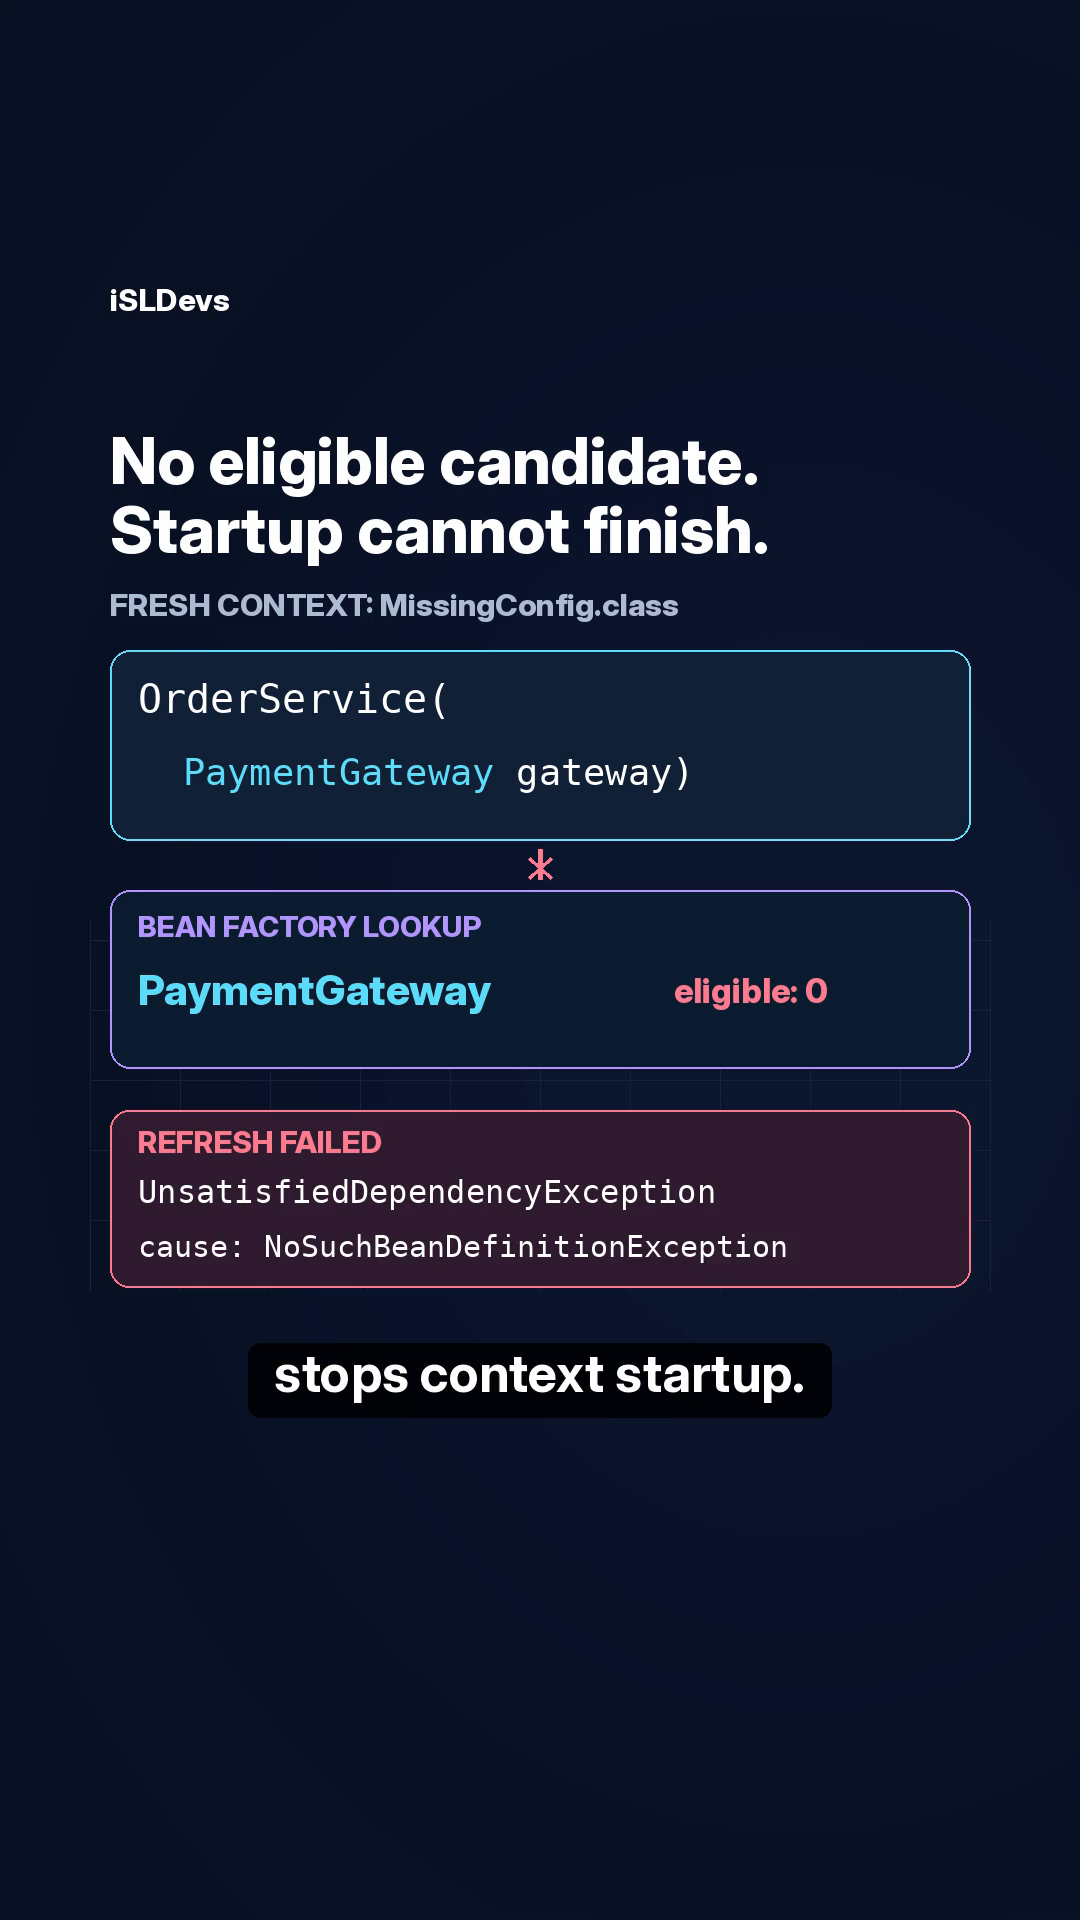 iSLDevs
No eligible candidate.
Startup cannot finish.
FRESH CONTEXT: MissingConfig.class
OrderService(
PaymentGateway gateway)
BEAN FACTORY LOOKUP
PaymentGateway eligible: 0
REFRESH FAILED
UnsatisfiedDependencyException
cause: NoSuchBeanDefinitionException
stops context startup.